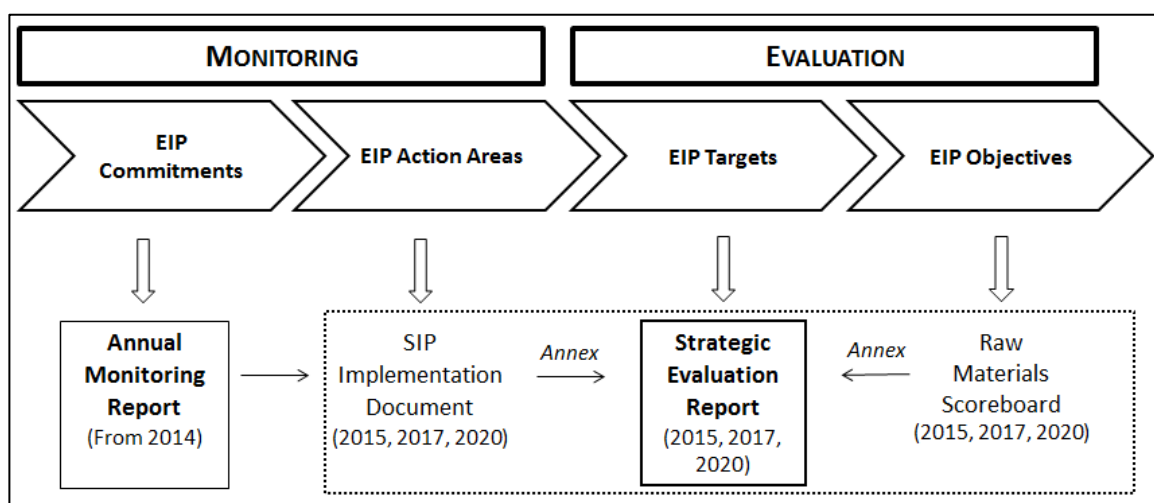 MONITORING
EVALUATION
EIP
Commitments
EIP Action Areas
EIP Targets
EIP Objectives
Annual
Monitoring
Report
(From 2014)
SIP
Implementation
Document
(2015, 2017, 2020)
Annex
Strategic
Evaluation
Report
(2015, 2017,
2020)
Annex
Raw
Materials
Scoreboard
(2015, 2017, 2020)